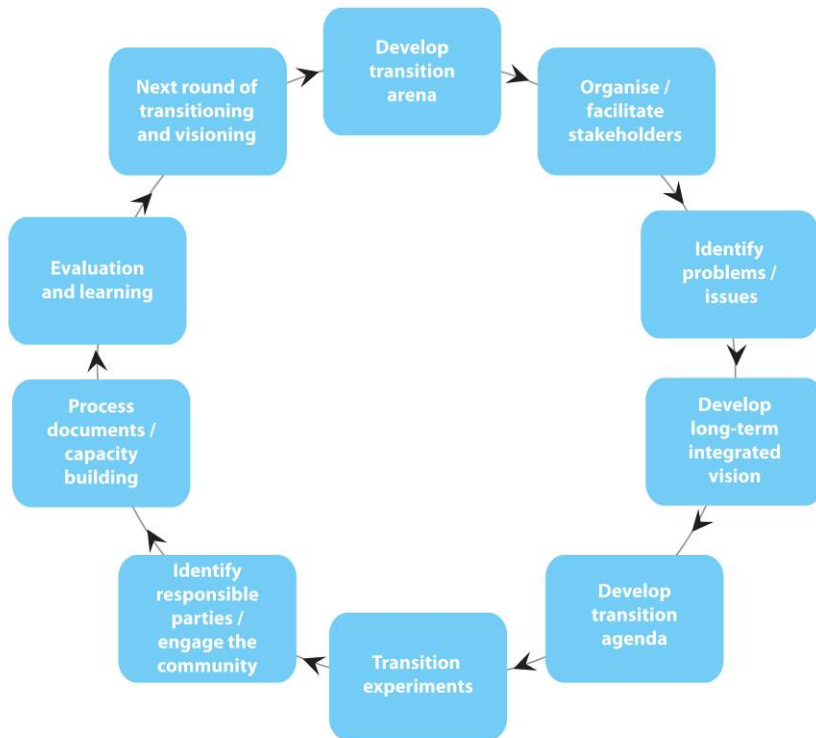 Develop
transition
arena
Organise /
facilitate
stakeholders
Identify
problems /
issues
Develop
long-term
integrated
vision
Develop
transition
agenda
Transition
experiments
Identify
responsible
parties /
engage the
community
Process
documents /
capacity
building
Evaluation
and learning
Next round of
transitioning
and visioning